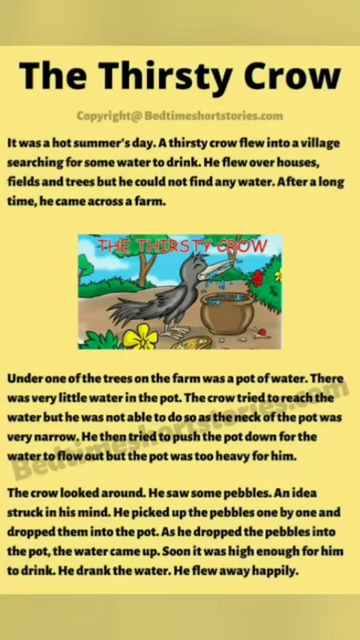 The Thirsty Crow
Copyright@ Bedtimeshortstories.com
It was a hot summer's day. A thirsty crow flew into a village
searching for some water to drink. He flew over houses,
fields and trees but he could not find any water. After a long
time, he came across a farm.
THE THIRSTY CROW
Under one of the trees on the farm was a pot of water. There
was very little water in the pot. The crow tried to reach the
water but he was not able to do so as the neck of the pot was
very narrow. He then tried to push the pot down for the
water to flow out but the pot was too heavy for him.
Bedtimeshortstories.com
The crow looked around. He saw some pebbles. An idea
struck in his mind. He picked up the pebbles one by one and
dropped them into the pot. As he dropped the pebbles into
the pot, the water came up. Soon it was high enough for him
to drink. He drank the water. He flew away happily.